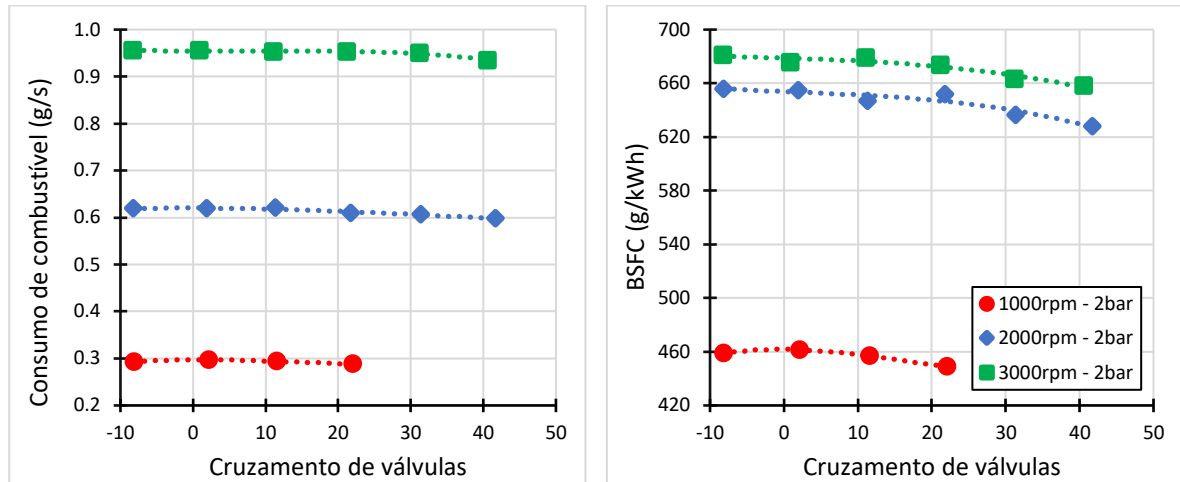 Consumo de combustível (g/s)
1.0
0.9
0.8
0.7
0.6
0.5
0.4
0.3
0.2
-10 0 10 20 30 40 50
Cruzamento de válvulas
BSFC (g/kWh)
700
660
620
580
540
500
460
420
-10 0 10 20 30 40 50
Cruzamento de válvulas
1000rpm - 2bar
2000rpm - 2bar
3000rpm - 2bar